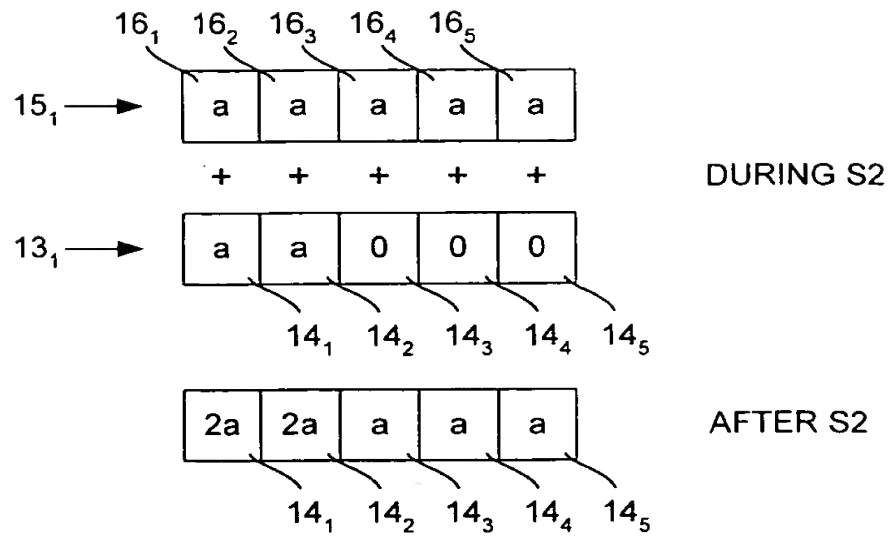 16₁ 16₂ 16₃ 16₄ 16₅
15₁ a a a a a
+ + + + + DURING S2
13₁ a a 0 0 0
14₁ 14₂ 14₃ 14₄ 14₅
2a 2a a a a AFTER S2
14₁ 14₂ 14₃ 14₄ 14₅